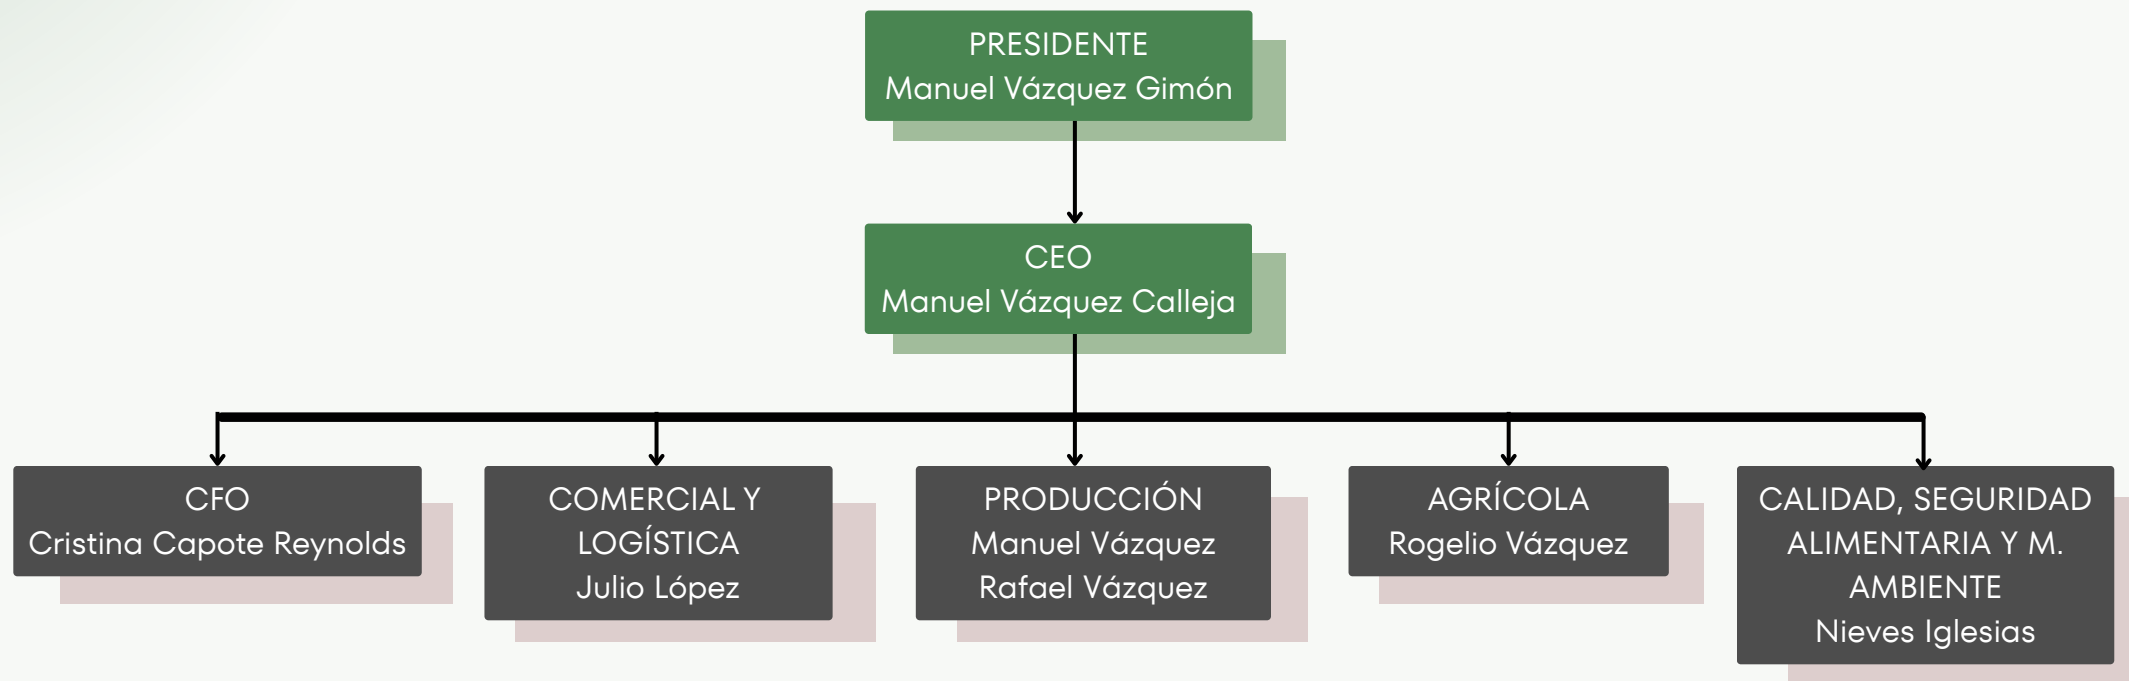 PRESIDENTE
Manuel Vázquez Gimón
CEO
Manuel Vázquez Calleja
CFO
Cristina Capote Reynolds
COMERCIAL Y
LOGÍSTICA
Julio López
PRODUCCIÓN
Manuel Vázquez
Rafael Vázquez
AGRÍCOLA
Rogelio Vázquez
CALIDAD, SEGURIDAD
ALIMENTARIA Y M.
AMBIENTE
Nieves Iglesias